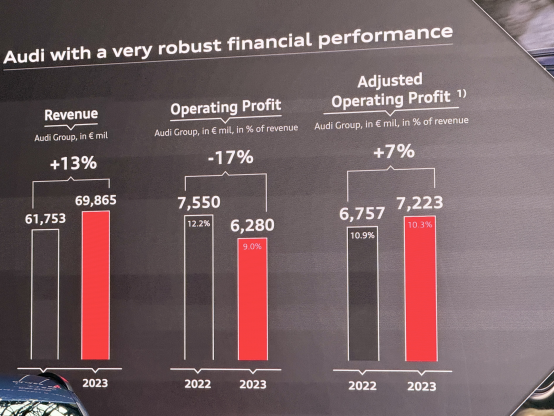 Audi with a very robust financial performance
Revenue
Audi Group, in € mil
+13%
61,753
69,865
2023
Operating Profit
Audi Group, in € mil, in % of revenue
-17%
7,550
12.2%
6,280
9.0%
2022
2023
Adjusted
Operating Profit 1)
Audi Group, in € mil, in % of revenue
+7%
6,757
10.9%
7,223
10.3%
2022
2023